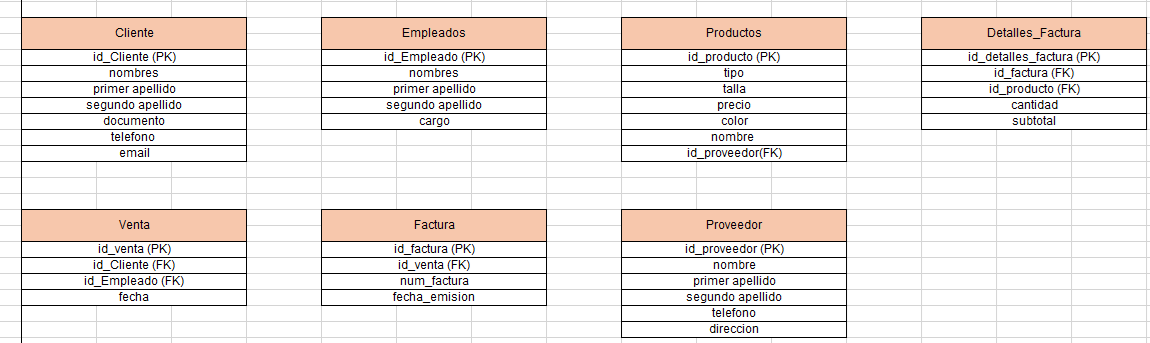 Cliente
id_Cliente (PK)
nombres
primer apellido
segundo apellido
documento
telefono
email
Empleados
id_Empleado (PK)
nombres
primer apellido
segundo apellido
cargo
Productos
id_producto (PK)
tipo
talla
precio
color
nombre
id_proveedor(FK)
Detalles_Factura
id_detalles_factura (PK)
id_factura (FK)
id_producto (FK)
cantidad
subtotal
Venta
id_venta (PK)
id_Cliente (FK)
id_Empleado (FK)
fecha
Factura
id_factura (PK)
id_venta (FK)
num_factura
fecha_emision
Proveedor
id_proveedor (PK)
nombre
primer apellido
segundo apellido
telefono
direccion